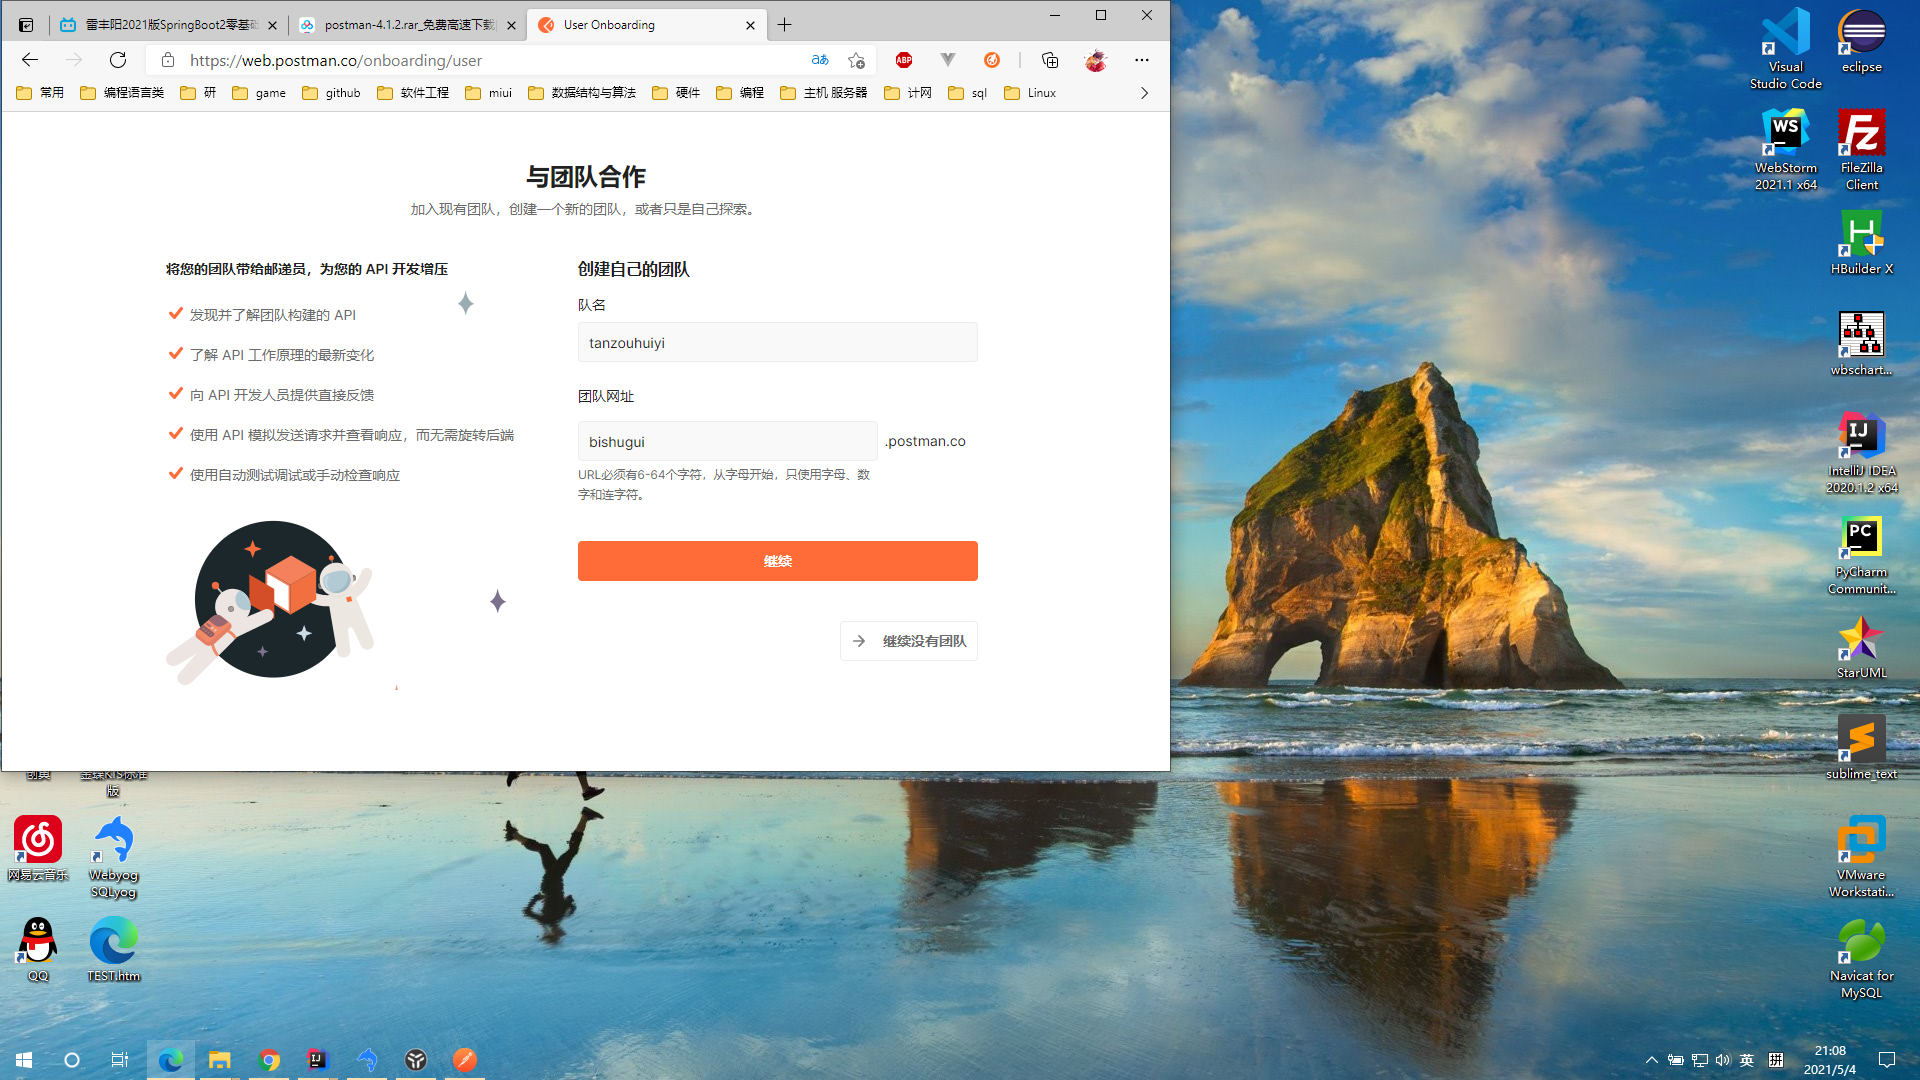 雷丰阳2021版SpringBoot2零基础
postman-4.1.2.rar_免费高速下载
User Onboarding
https://web.postman.co/onboarding/user
aあ
ABP
常用
编程语言类
研
game
github
软件工程
miui
数据结构与算法
硬件
编程
主机 服务器
计网
sql
Linux
与团队合作
加入现有团队，创建一个新的团队，或者只是自己探索。
将您的团队带给邮递员，为您的 API 开发增压
发现并了解团队构建的 API
了解 API 工作原理的最新变化
向 API 开发人员提供直接反馈
使用 API 模拟发送请求并查看响应，而无需旋转后端
使用自动测试调试或手动检查响应
创建自己的团队
队名
tanzouhuiyi
团队网址
bishugui
.postman.co
URL必须有6-64个字符，从字母开始，只使用字母、数
字和连字符。
继续
继续没有团队
Visual
Studio Code
eclipse
WS
WebStorm
2021.1 x64
FileZilla
Client
HBuilder X
wbschart...
IJ
IntelliJ IDEA
2020.1.2 x64
PC
PyCharm
Communit...
StarUML
sublime_text
VMware
Workstati...
Navicat for
MySQL
金蝶KIS标准
版
网易云音乐
Webyog
SQLyog
QQ
TEST.htm
英
拼
21:08
2021/5/4